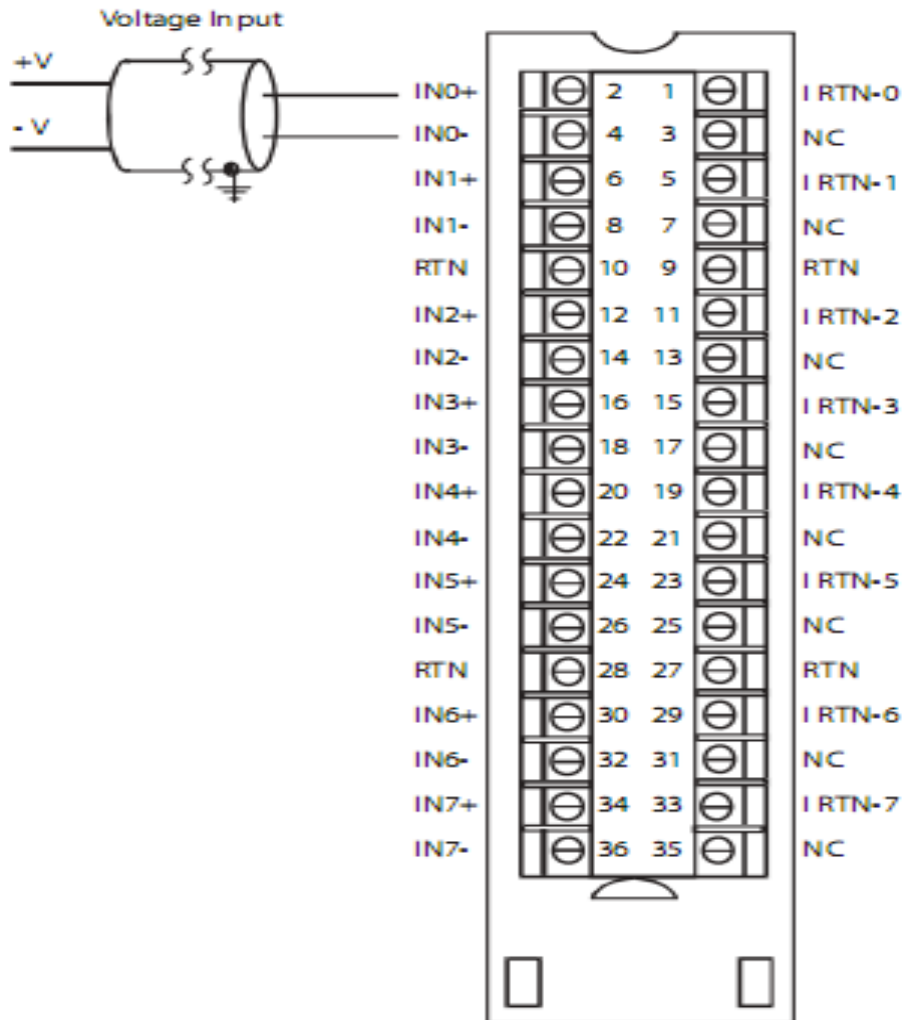 Voltage Input
+V
- V
IN0+ 2 1 I RTN-0
IN0- 4 3 NC
IN1+ 6 5 I RTN-1
IN1- 8 7 NC
RTN 10 9 RTN
IN2+ 12 11 I RTN-2
IN2- 14 13 NC
IN3+ 16 15 I RTN-3
IN3- 18 17 NC
IN4+ 20 19 I RTN-4
IN4- 22 21 NC
IN5+ 24 23 I RTN-5
IN5- 26 25 NC
RTN 28 27 RTN
IN6+ 30 29 I RTN-6
IN6- 32 31 NC
IN7+ 34 33 I RTN-7
IN7- 36 35 NC